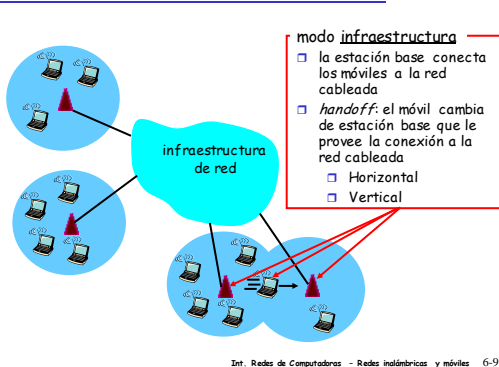 modo infraestructura
❒ la estación base conecta
los móviles a la red
cableada
❒ handoff: el móvil cambia
de estación base que le
provee la conexión a la
red cableada
❒ Horizontal
❒ Vertical
infraestructura
de red
Int. Redes de Computadoras - Redes inalámbricas y móviles 6-9